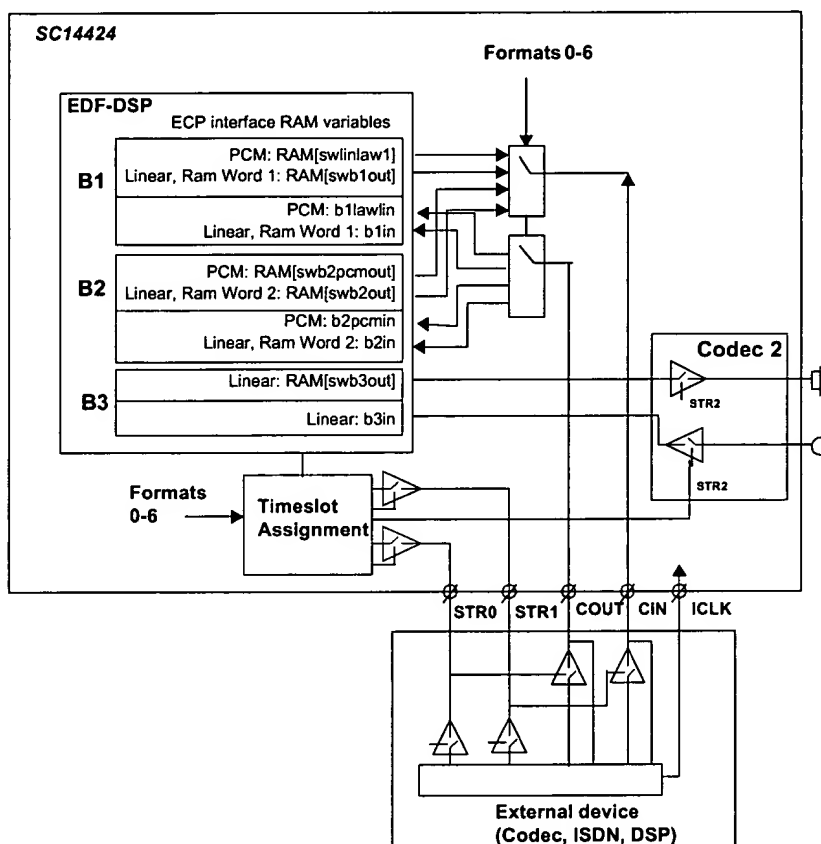 SC14424
Formats 0-6
EDF-DSP
ECP interface RAM variables
B1
PCM: RAM[swlinlaw1]
Linear, Ram Word 1: RAM[swb1out]
PCM: b1lawlin
Linear, Ram Word 1: b1in
B2
PCM: RAM[swb2pcmout]
Linear, Ram Word 2: RAM[swb2out]
PCM: b2pcmin
Linear, Ram Word 2: b2in
B3
Linear: RAM[swb3out]
Linear: b3in
Codec 2
STR2
STR2
Formats
0-6
Timeslot
Assignment
STR0
STR1
COUT
CIN
ICLK
External device
(Codec, ISDN, DSP)